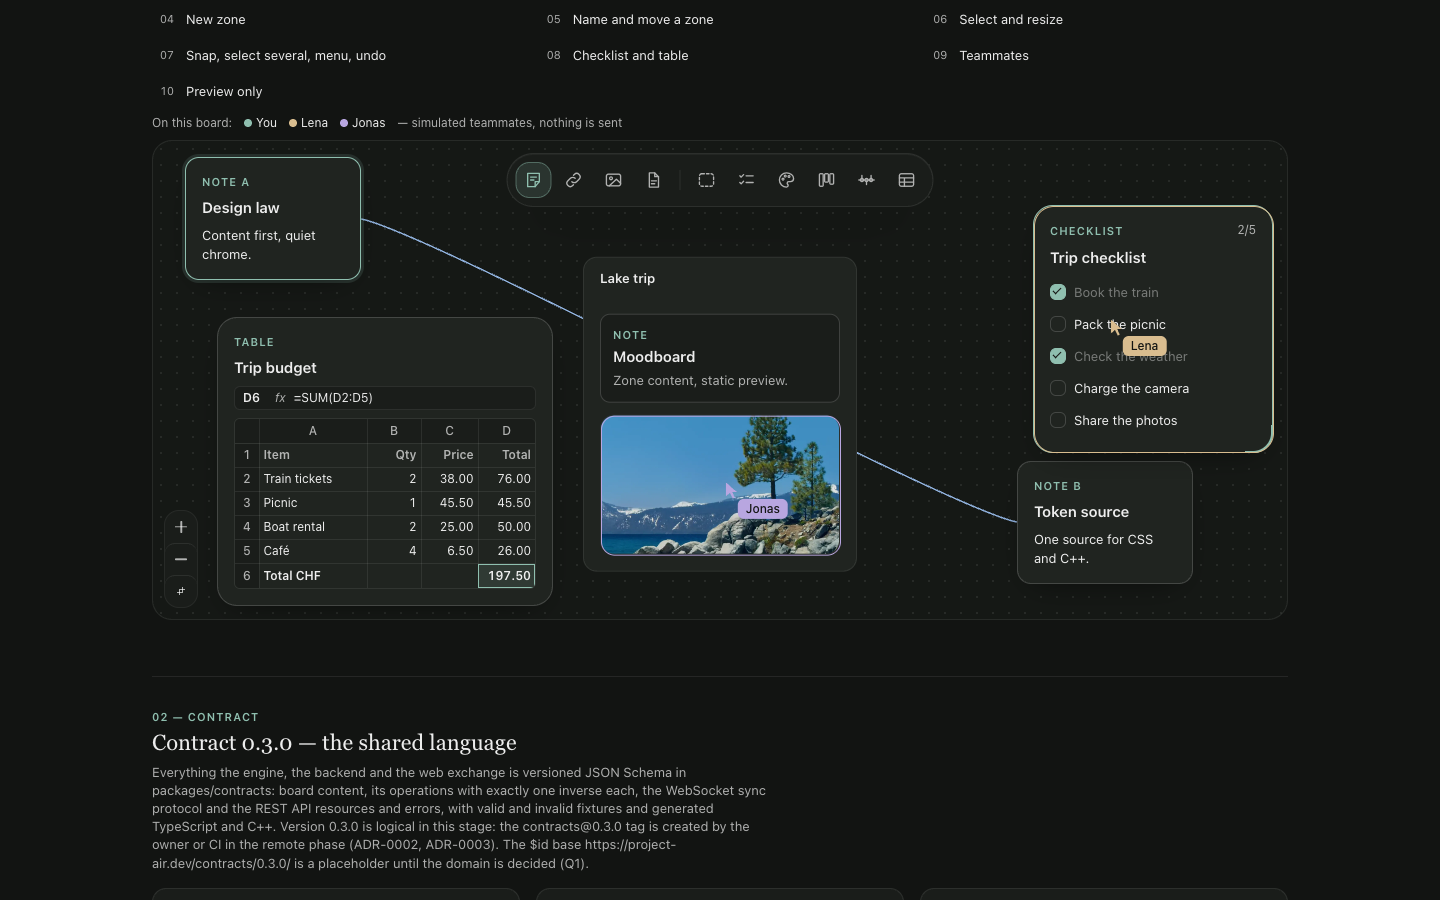 04 New zone
05 Name and move a zone
06 Select and resize
07 Snap, select several, menu, undo
08 Checklist and table
09 Teammates
10 Preview only
On this board: You Lena Jonas — simulated teammates, nothing is sent
NOTE A
Design law
Content first, quiet
chrome.
TABLE
Trip budget
D6 fx =SUM(D2:D5)
A B C D
1 Item Qty Price Total
2 Train tickets 2 38.00 76.00
3 Picnic 1 45.50 45.50
4 Boat rental 2 25.00 50.00
5 Café 4 6.50 26.00
6 Total CHF 197.50
Lake trip
NOTE
Moodboard
Zone content, static preview.
Jonas
CHECKLIST 2/5
Trip checklist
Book the train
Pack the picnic
Lena
Check the weather
Charge the camera
Share the photos
NOTE B
Token source
One source for CSS
and C++.
02 — CONTRACT
Contract 0.3.0 — the shared language
Everything the engine, the backend and the web exchange is versioned JSON Schema in
packages/contracts: board content, its operations with exactly one inverse each, the WebSocket sync
protocol and the REST API resources and errors, with valid and invalid fixtures and generated
TypeScript and C++. Version 0.3.0 is logical in this stage: the contracts@0.3.0 tag is created by the
owner or CI in the remote phase (ADR-0002, ADR-0003). The $id base https://project-
air.dev/contracts/0.3.0/ is a placeholder until the domain is decided (Q1).